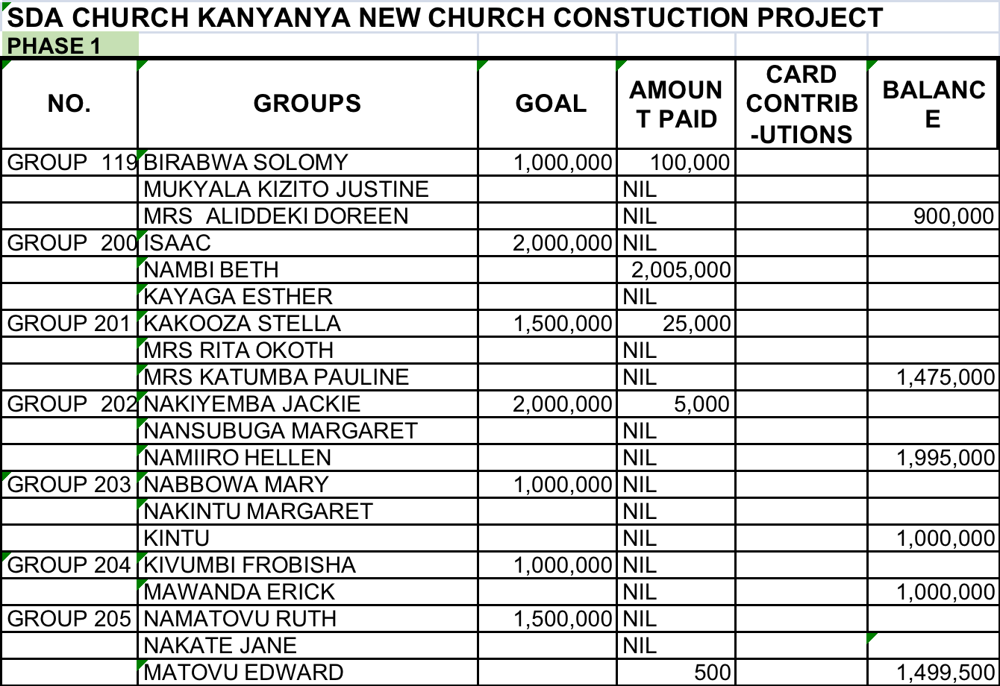 SDA CHURCH KANYANYA NEW CHURCH CONSTUCTION PROJECT
PHASE 1
NO. GROUPS GOAL AMOUN T PAID CARD CONTRIB -UTIONS BALANC E
GROUP 119 BIRABWA SOLOMY 1,000,000 100,000
MUKYALA KIZITO JUSTINE NIL
MRS ALIDDEKI DOREEN NIL 900,000
GROUP 200 ISAAC 2,000,000 NIL
NAMBI BETH 2,005,000
KAYAGA ESTHER NIL
GROUP 201 KAKOOZA STELLA 1,500,000 25,000
MRS RITA OKOTH NIL
MRS KATUMBA PAULINE NIL 1,475,000
GROUP 202 NAKIYEMBA JACKIE 2,000,000 5,000
NANSUBUGA MARGARET NIL
NAMIIRO HELLEN NIL 1,995,000
GROUP 203 NABBOWA MARY 1,000,000 NIL
NAKINTU MARGARET NIL
KINTU NIL 1,000,000
GROUP 204 KIVUMBI FROBISHA 1,000,000 NIL
MAWANDA ERICK NIL 1,000,000
GROUP 205 NAMATOVU RUTH 1,500,000 NIL
NAKATE JANE NIL
MATOVU EDWARD 500 1,499,500